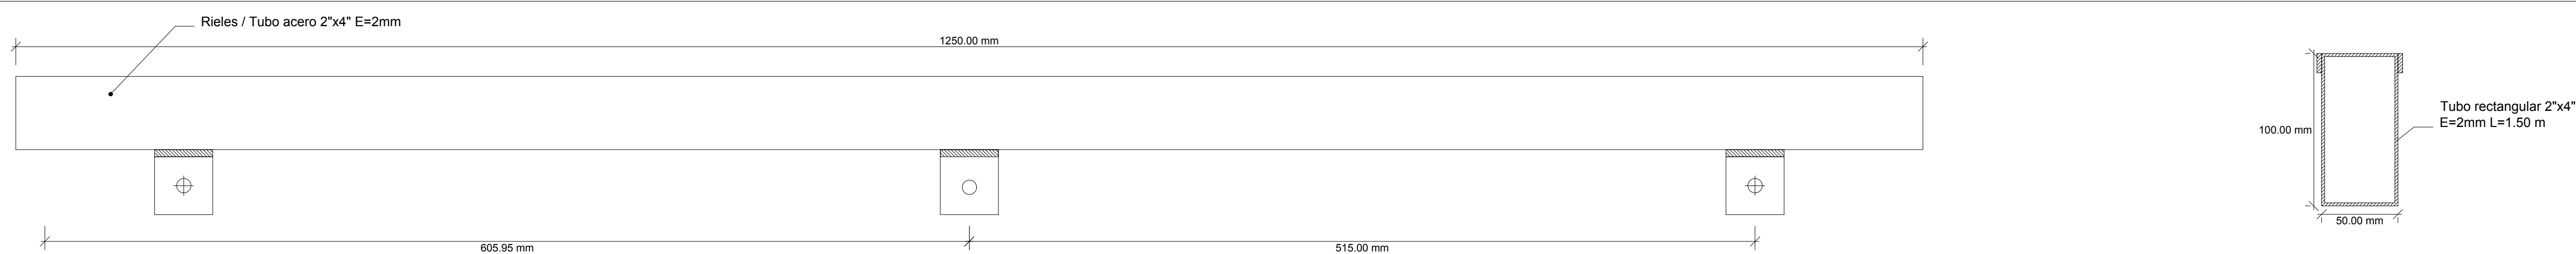 Rieles / Tubo acero 2"x4" E=2mm
1250.00 mm
605.95 mm
515.00 mm
100.00 mm
50.00 mm
Tubo rectangular 2"x4"
E=2mm L=1.50 m